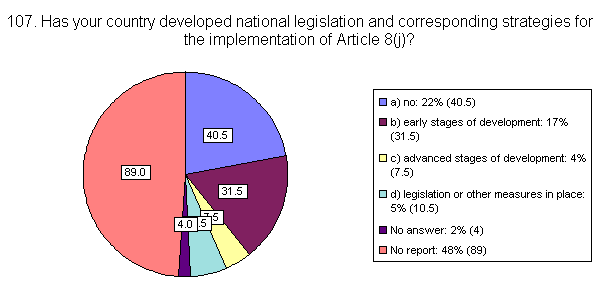 107. Has your country developed national legislation and corresponding strategies for
the implementation of Article 8(j)?
40.5
31.5
7.5
.5
4.0
89.0
a) no: 22% (40.5)
b) early stages of development: 17%
(31.5)
c) advanced stages of development: 4%
(7.5)
d) legislation or other measures in place:
5% (10.5)
No answer: 2% (4)
No report: 48% (89)